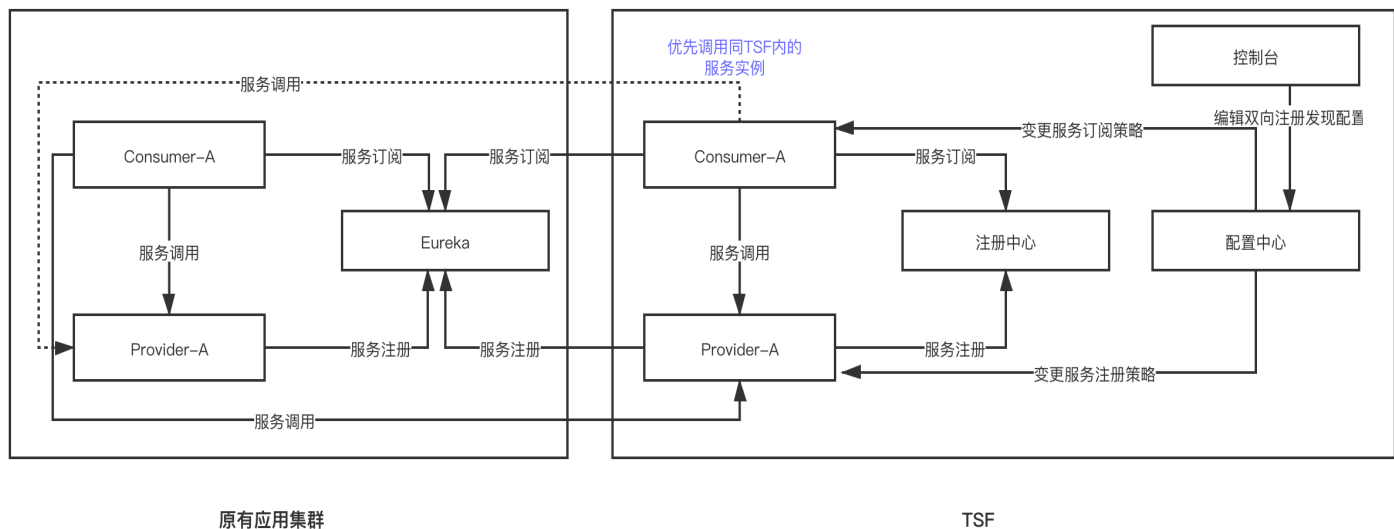 优先调用同TSF内的
服务实例
控制台
服务调用
编辑双向注册发现配置
变更服务订阅策略
Consumer-A
服务订阅
服务订阅
Consumer-A
服务订阅
Eureka
注册中心
配置中心
服务调用
服务调用
Provider-A
服务注册
服务注册
Provider-A
服务注册
变更服务注册策略
服务调用
原有应用集群
TSF